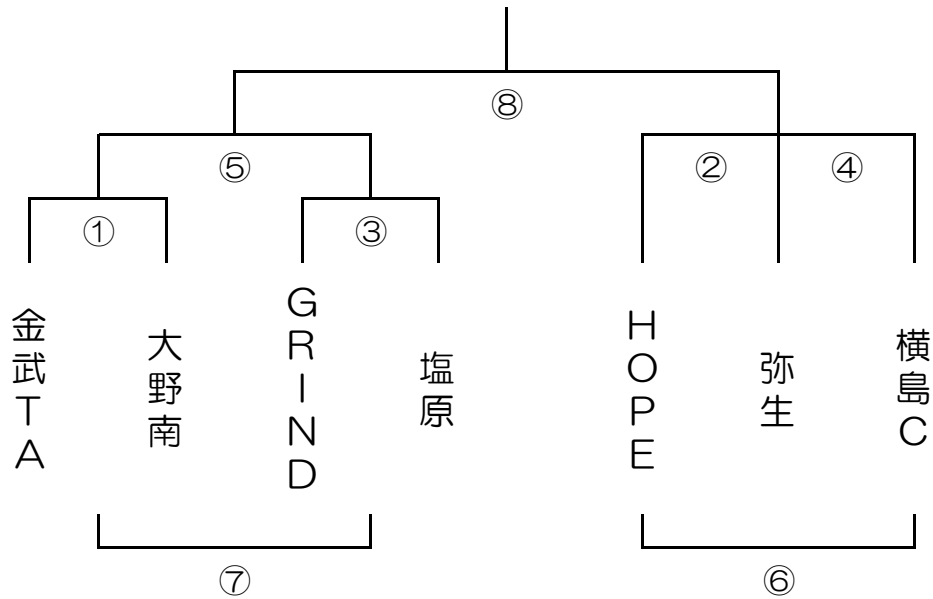 ⑧
⑤
②
④
①
③
金武TA
大野南
GRIND
塩原
HOPE
弥生
横島C
⑦
⑥